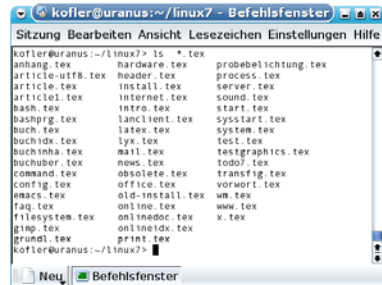 kofler@uranus:~/linux7 - Befehlsfenster
Sitzung Bearbeiten Ansicht Lesezeichen Einstellungen Hilfe
kofler@uranus:~/linux7> ls *.tex
anhang.tex hardware.tex probebelichtung.tex
article-utf8.tex header.tex process.tex
article.tex install.tex server.tex
article1.tex internet.tex sound.tex
bash.tex intro.tex start.tex
bashprg.tex lanclient.tex sysstart.tex
buch.tex latex.tex system.tex
buchidx.tex lyx.tex test.tex
buchinha.tex mail.tex testgraphics.tex
buchuber.tex news.tex todo7.tex
command.tex obsolete.tex transfig.tex
config.tex office.tex vorwort.tex
emacs.tex old-install.tex wm.tex
faq.tex online.tex www.tex
filesystem.tex onlinedoc.tex x.tex
gimp.tex onlineidx.tex
grundl.tex print.tex
kofler@uranus:~/linux7>
Neu Befehlsfenster